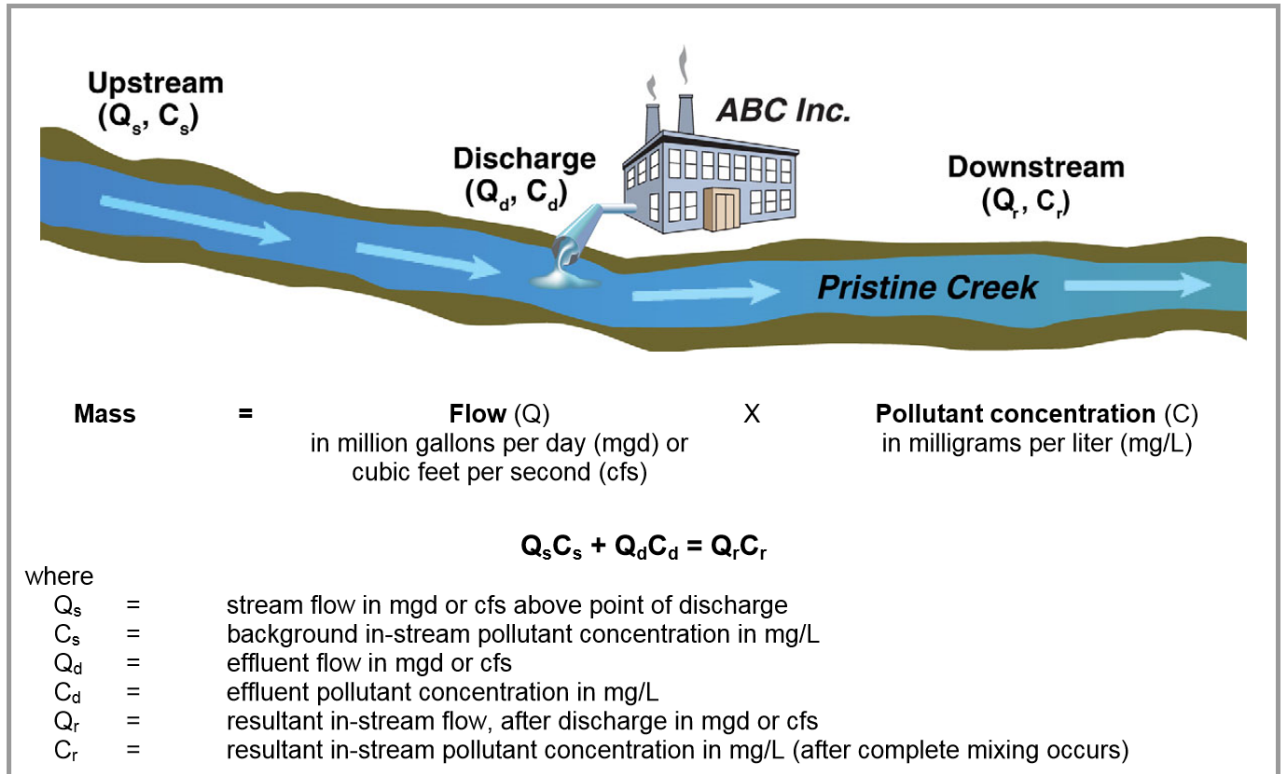 Upstream
(Qs, Cs)
ABC Inc.
Discharge
(Qd, Cd)
Downstream
(Qr, Cr)
Pristine Creek
Mass = Flow (Q) X Pollutant concentration (C)
in million gallons per day (mgd) or in milligrams per liter (mg/L)
cubic feet per second (cfs)
QsCs + QdCd = QrCr
where
Qs = stream flow in mgd or cfs above point of discharge
Cs = background in-stream pollutant concentration in mg/L
Qd = effluent flow in mgd or cfs
Cd = effluent pollutant concentration in mg/L
Qr = resultant in-stream flow, after discharge in mgd or cfs
Cr = resultant in-stream pollutant concentration in mg/L (after complete mixing occurs)